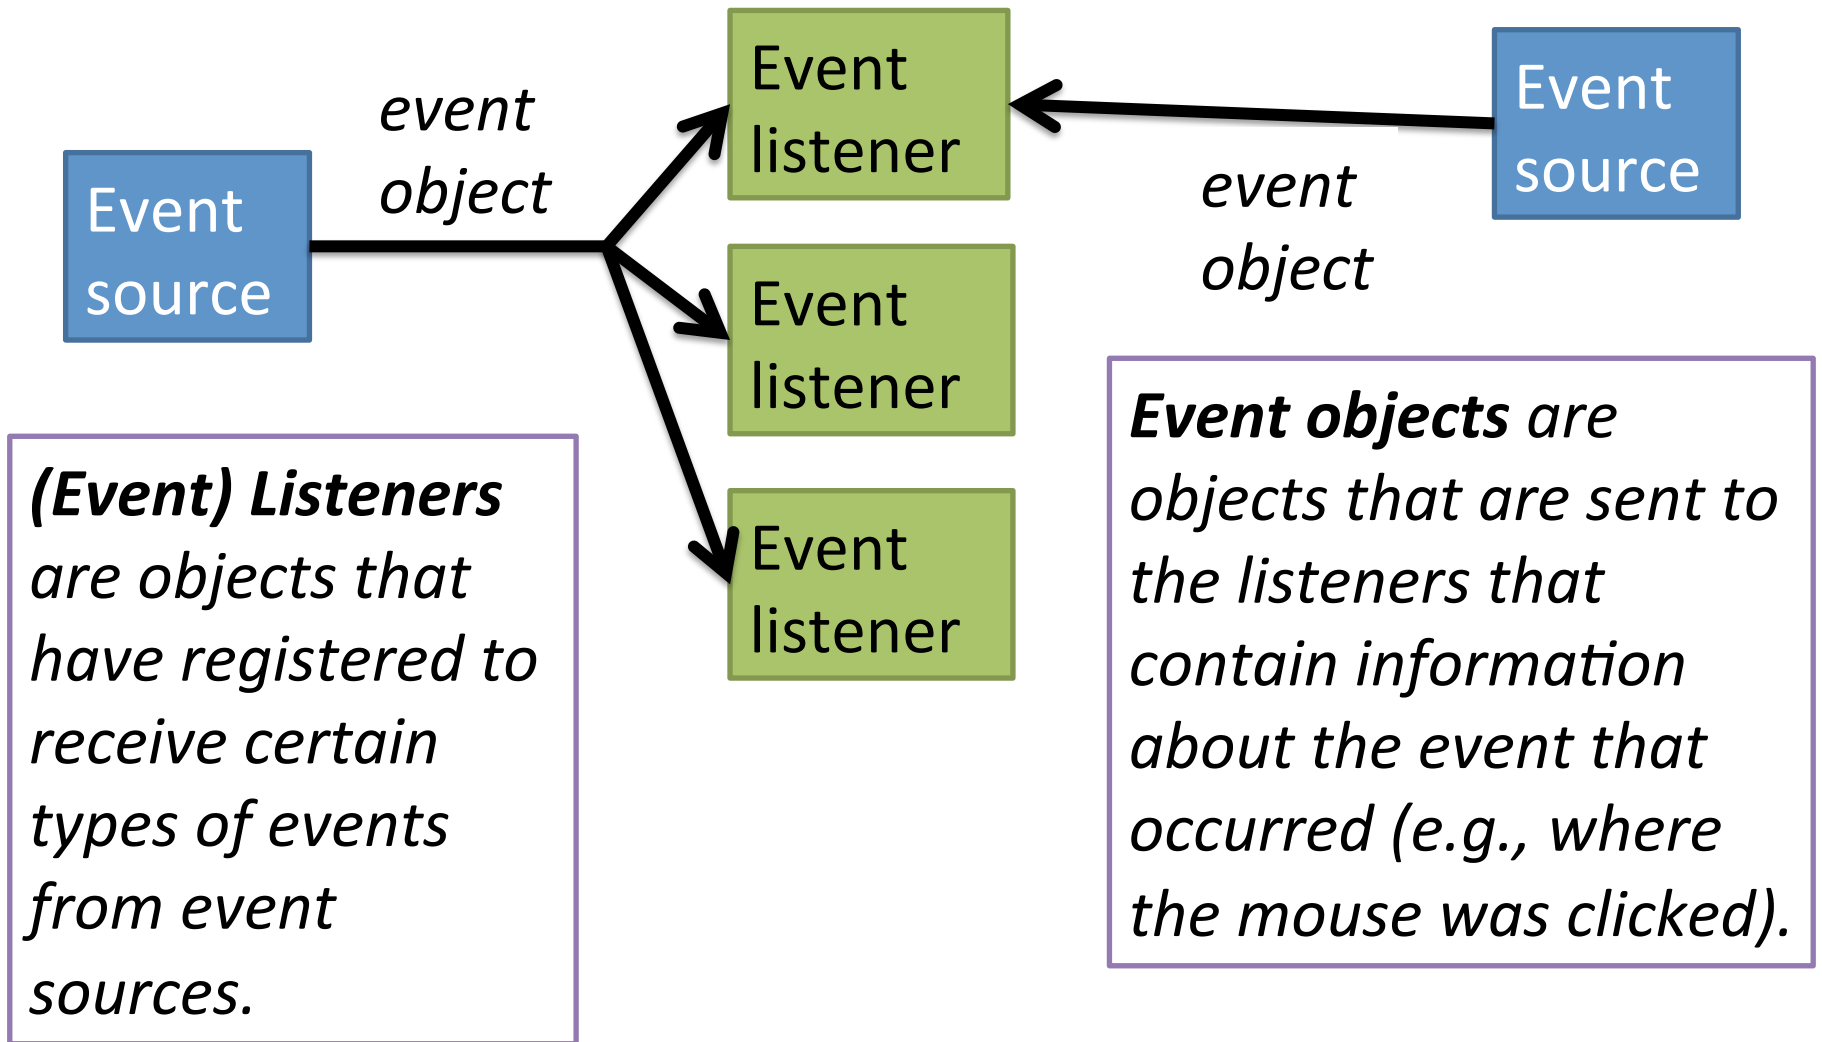 Event
source
event
object
Event
listener
Event
listener
Event
listener
event
object
Event
source
(Event) Listeners
are objects that
have registered to
receive certain
types of events
from event
sources.
Event objects are
objects that are sent to
the listeners that
contain information
about the event that
occurred (e.g., where
the mouse was clicked).